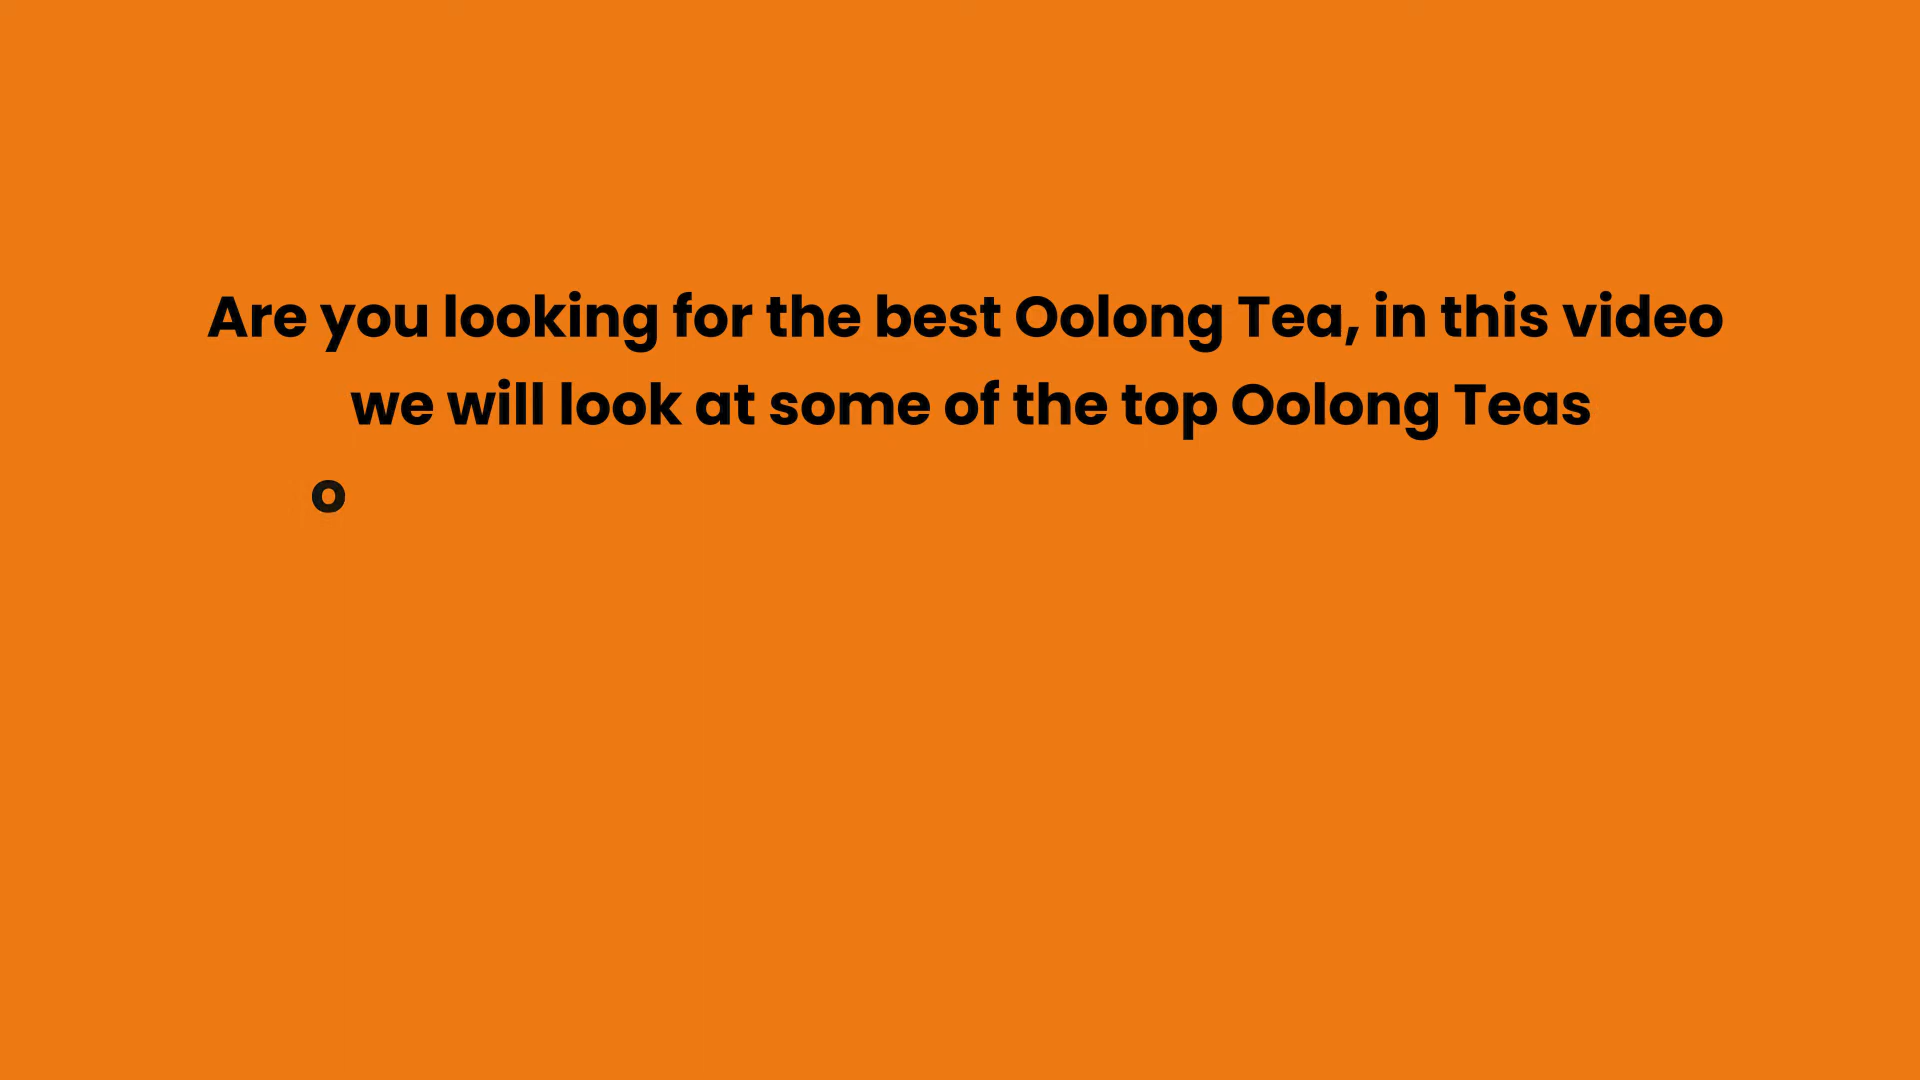 Are you looking for the best Oolong Tea, in this video
we will look at some of the top Oolong Teas
o